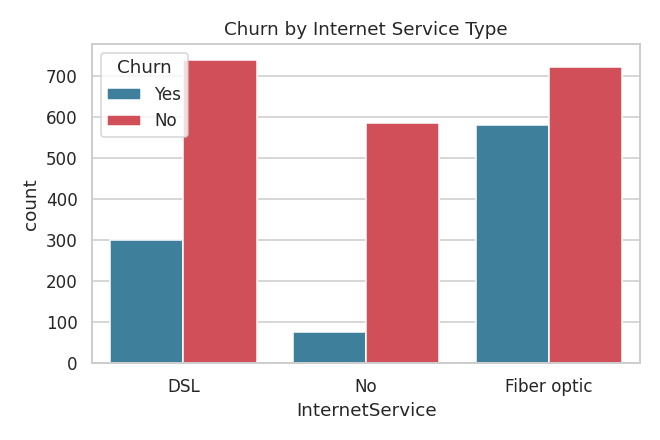 Churn by Internet Service Type
Churn
Yes
No
700
600
500
400
300
200
100
0
count
DSL
No
Fiber optic
InternetService